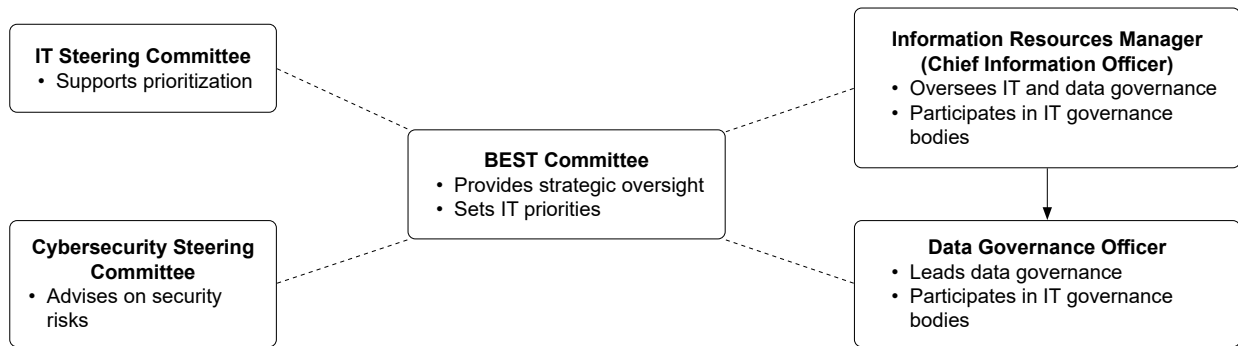 IT Steering Committee
• Supports prioritization
Cybersecurity Steering
Committee
• Advises on security
risks
BEST Committee
• Provides strategic oversight
• Sets IT priorities
Information Resources Manager
(Chief Information Officer)
• Oversees IT and data governance
• Participates in IT governance
bodies
Data Governance Officer
• Leads data governance
• Participates in IT governance
bodies